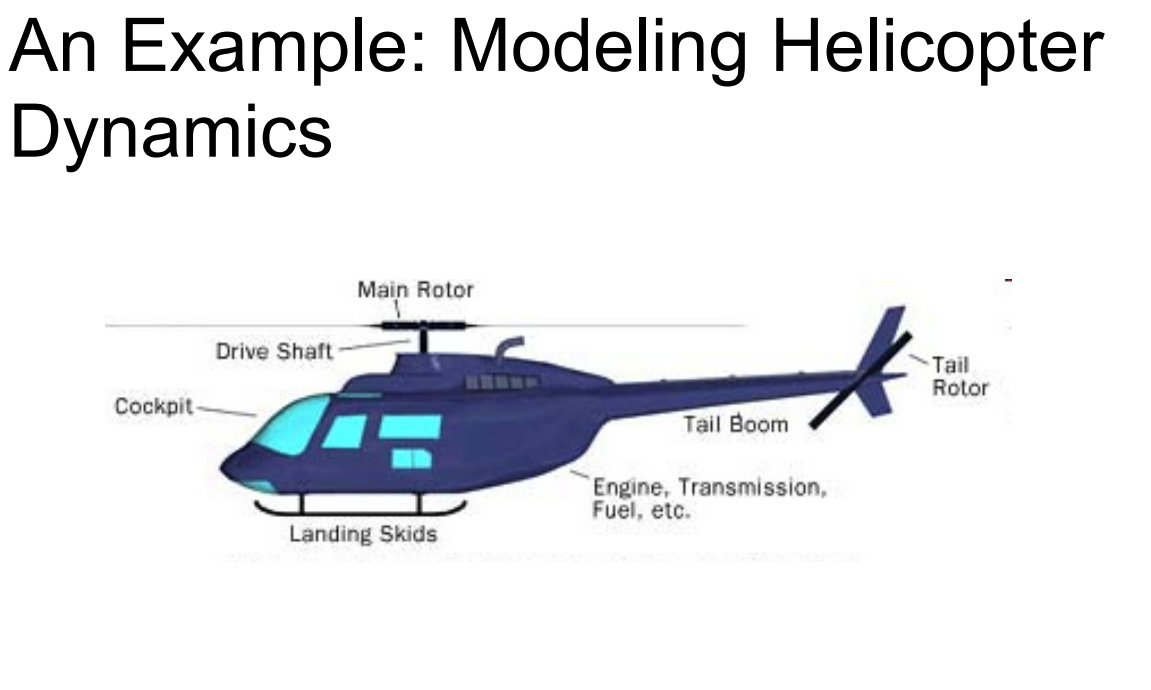 An Example: Modeling Helicopter
Dynamics
Main Rotor
Drive Shaft
Cockpit
Tail
Rotor
Tail Boom
Engine, Transmission,
Fuel, etc.
Landing Skids